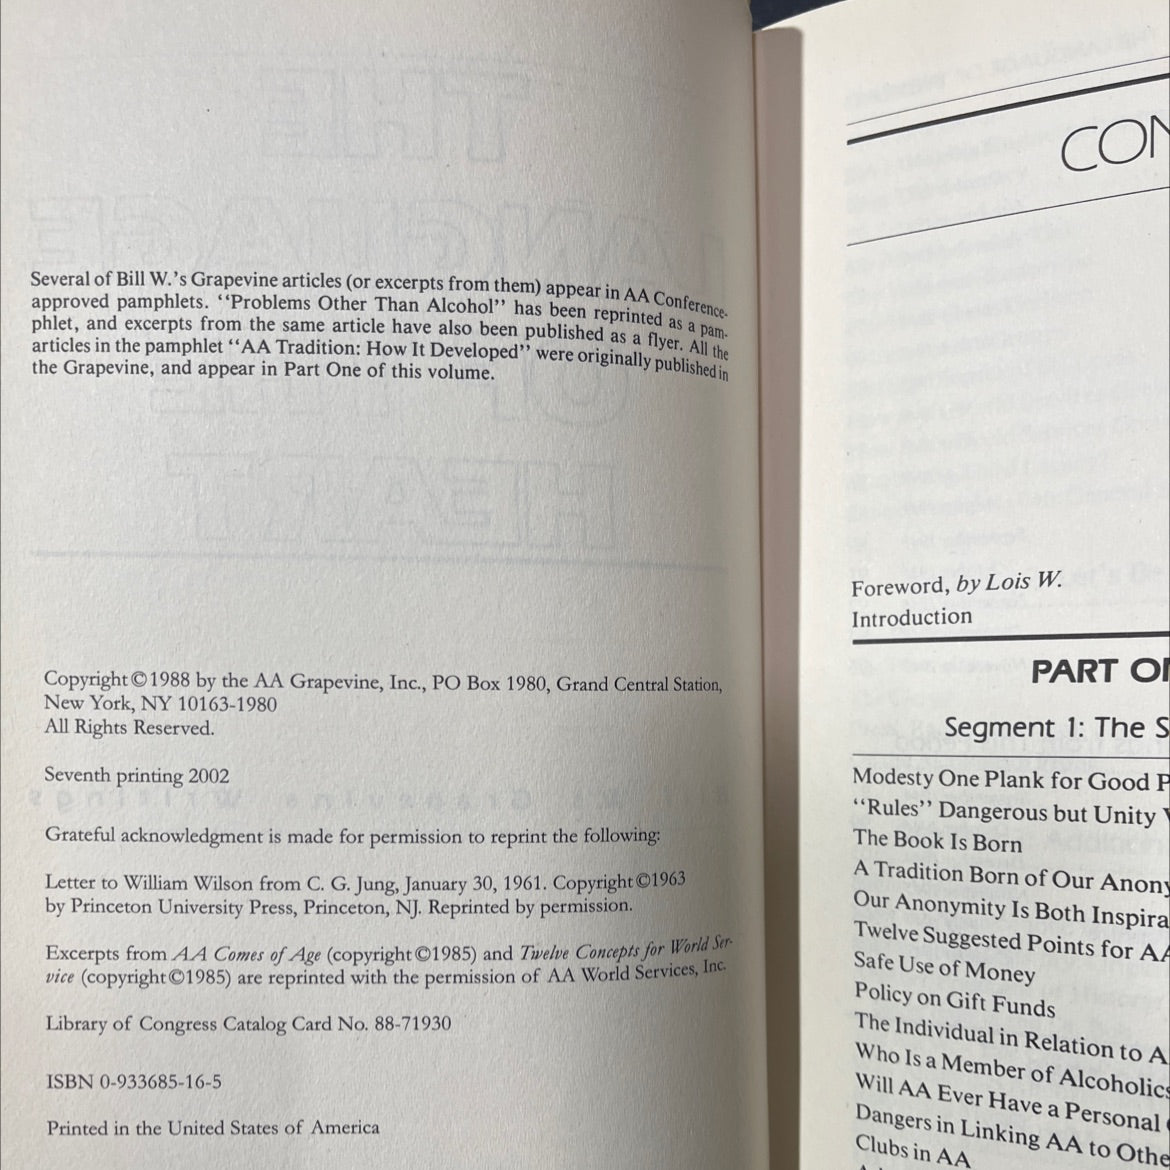 Several of Bill W.'s Grapevine articles (or excerpts from them) appear in AA Conference-
approved pamphlets. ‘‘Problems Other Than Alcohol’’ has been reprinted as a pam-
phlet, and excerpts from the same article have also been published as a flyer. All the
articles in the pamphlet ‘‘AA Tradition: How It Developed’’ were originally published in
the Grapevine, and appear in Part One of this volume.
Copyright ©1988 by the AA Grapevine, Inc., PO Box 1980, Grand Central Station,
New York, NY 10163-1980
All Rights Reserved.
Seventh printing 2002
Grateful acknowledgment is made for permission to reprint the following:
Letter to William Wilson from C. G. Jung, January 30, 1961. Copyright ©1963
by Princeton University Press, Princeton, NJ. Reprinted by permission.
Excerpts from AA Comes of Age (copyright ©1985) and Twelve Concepts for World Ser-
vice (copyright ©1985) are reprinted with the permission of AA World Services, Inc.
Library of Congress Catalog Card No. 88-71930
ISBN 0-933685-16-5
Printed in the United States of America
CON
Foreword, by Lois W.
Introduction
PART ON
Segment 1: The S
Modesty One Plank for Good P
‘‘Rules’’ Dangerous but Unity
The Book Is Born
A Tradition Born of Our Anony
Our Anonymity Is Both Inspira
Twelve Suggested Points for AA
Safe Use of Money
Policy on Gift Funds
The Individual in Relation to A
Who Is a Member of Alcoholics
Will AA Ever Have a Personal
Dangers in Linking AA to Othe
Clubs in AA